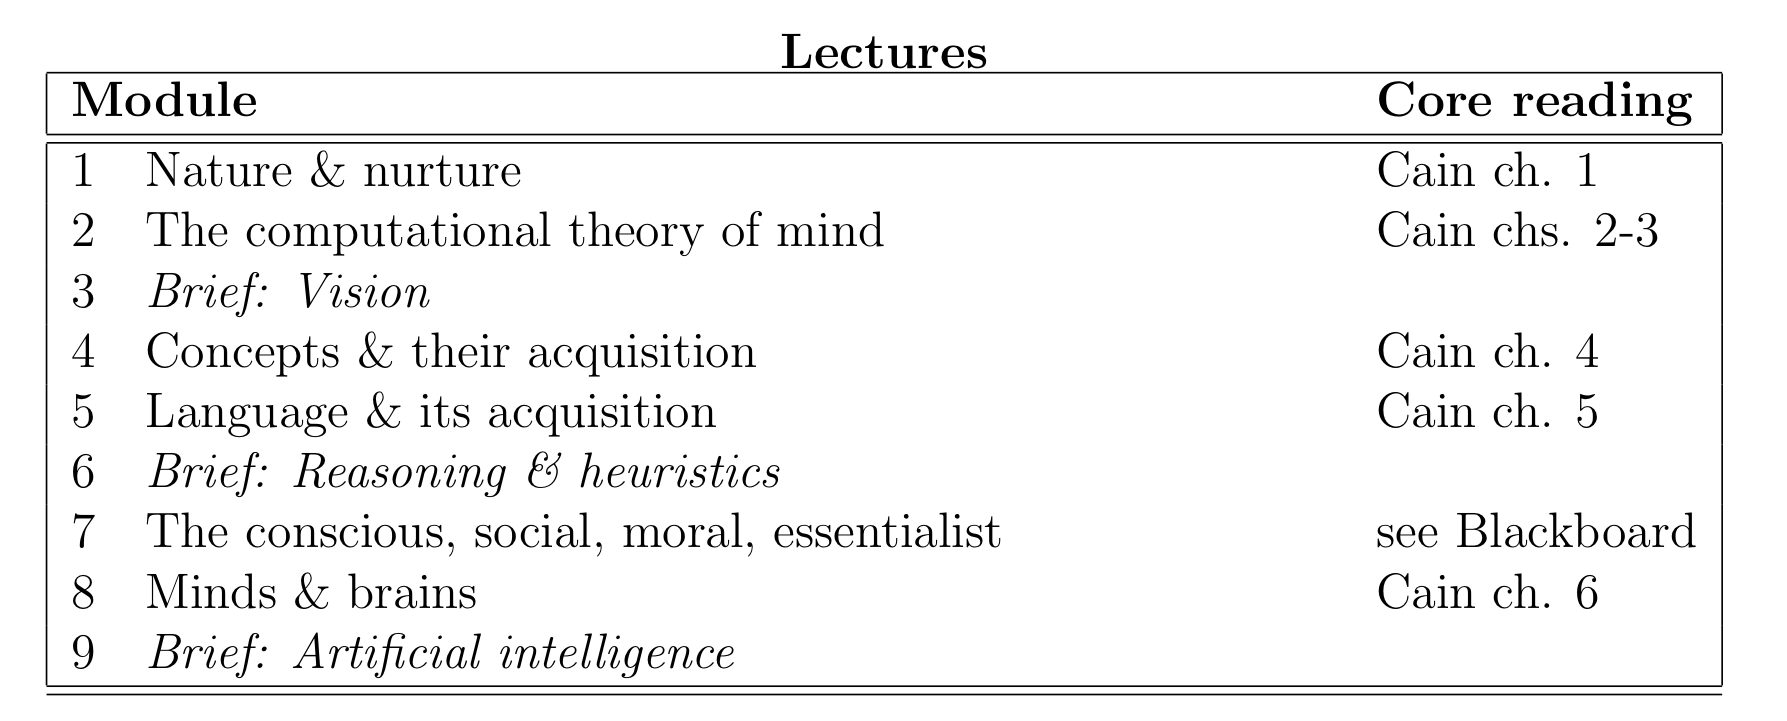 Lectures
Module Core reading
1 Nature & nurture Cain ch. 1
2 The computational theory of mind Cain chs. 2-3
3 Brief: Vision
4 Concepts & their acquisition Cain ch. 4
5 Language & its acquisition Cain ch. 5
6 Brief: Reasoning & heuristics
7 The conscious, social, moral, essentialist see Blackboard
8 Minds & brains Cain ch. 6
9 Brief: Artificial intelligence